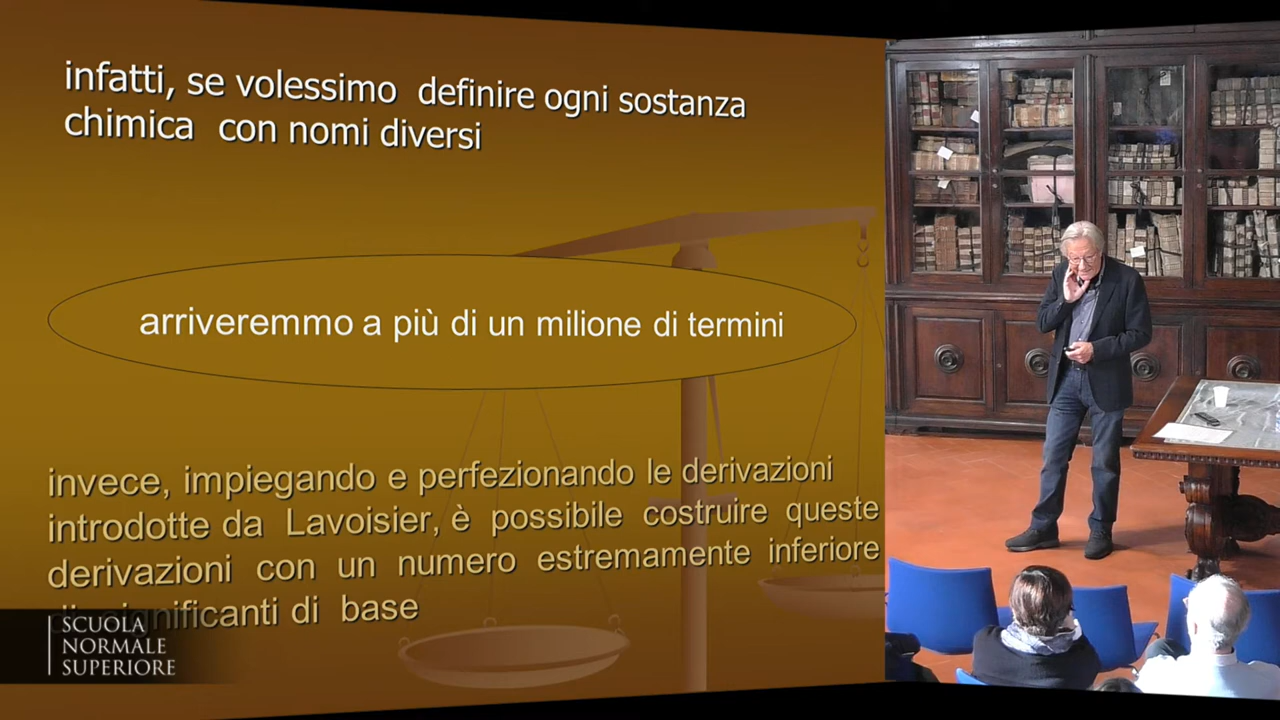 infatti, se volessimo definire ogni sostanza
chimica con nomi diversi
arriveremmo a più di un milione di termini
invece, impiegando e perfezionando le derivazioni
introdotte da Lavoisier, è possibile costruire queste
derivazioni con un numero estremamente inferiore
di significanti di base
SCUOLA
NORMALE
SUPERIORE